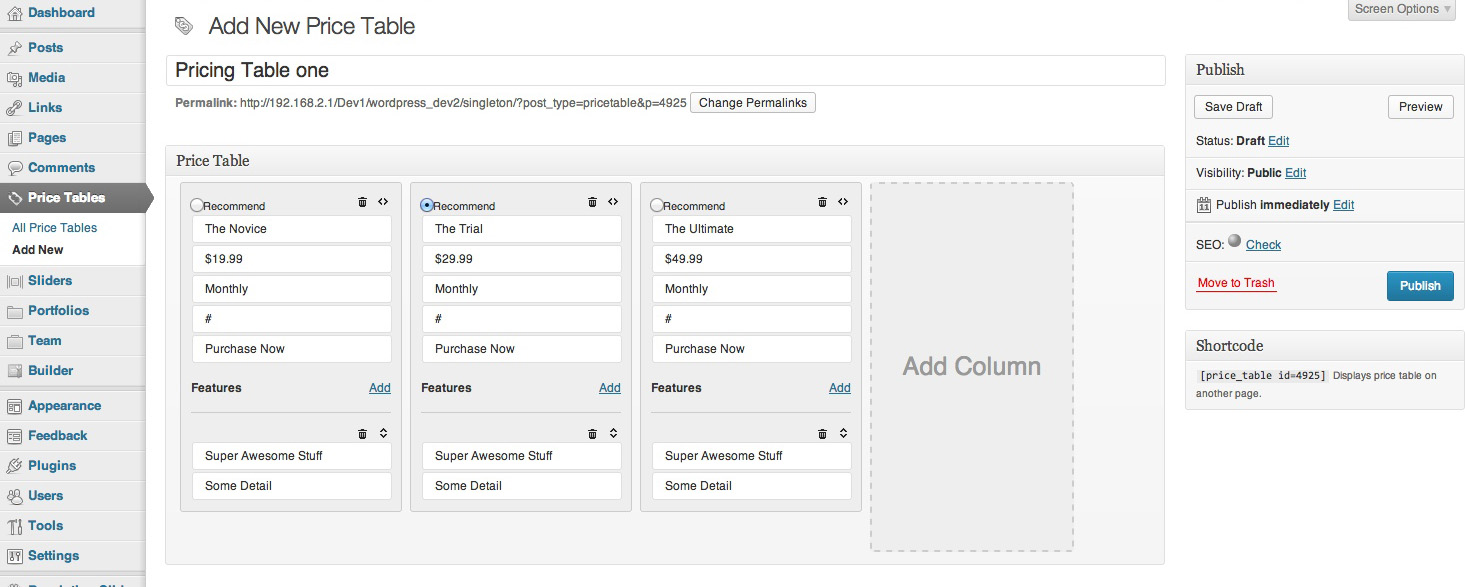 Dashboard
Posts
Media
Links
Pages
Comments
Price Tables
All Price Tables
Add New
Sliders
Portfolios
Team
Builder
Appearance
Feedback
Plugins
Users
Tools
Settings
Screen Options
Add New Price Table
Pricing Table one
Permalink: http://192.168.2.1/Dev1/wordpress_dev2/singleton/?post_type=pricetable&p=4925 Change Permalinks
Price Table
Recommend
The Novice
$19.99
Monthly
#
Purchase Now
Features Add
Super Awesome Stuff
Some Detail
Recommend
The Trial
$29.99
Monthly
#
Purchase Now
Features Add
Super Awesome Stuff
Some Detail
Recommend
The Ultimate
$49.99
Monthly
#
Purchase Now
Features Add
Super Awesome Stuff
Some Detail
Add Column
Publish
Save Draft Preview
Status: Draft Edit
Visibility: Public Edit
11 Publish immediately Edit
SEO: Check
Move to Trash Publish
Shortcode
[price_table id=4925] Displays price table on
another page.